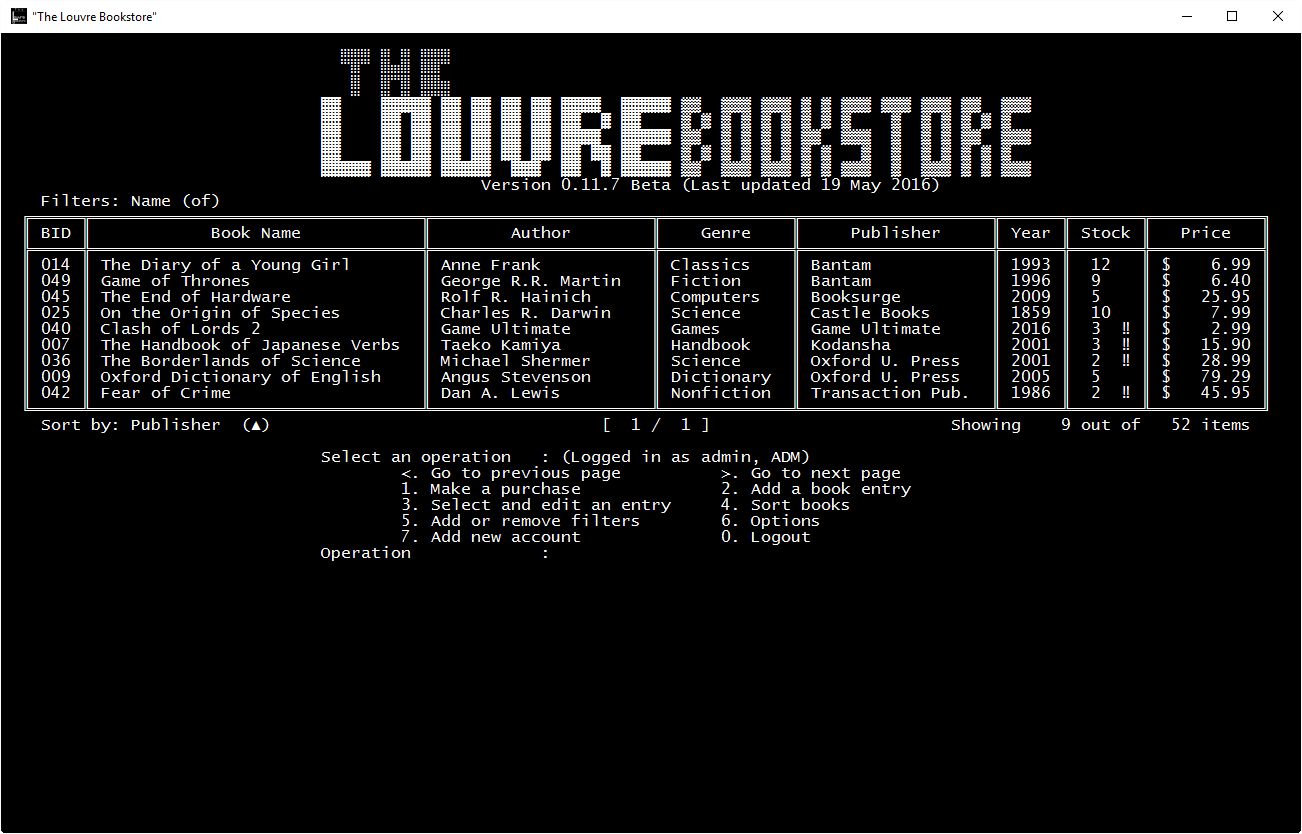 "The Louvre Bookstore"
THE
LOUVRE BOOKSTORE
Version 0.11.7 Beta (Last updated 19 May 2016)
Filters: Name (of)
BID Book Name Author Genre Publisher Year Stock Price
014 The Diary of a Young Girl Anne Frank Classics Bantam 1993 12 $ 6.99
049 Game of Thrones George R.R. Martin Fiction Bantam 1996 9 $ 6.40
045 The End of Hardware Rolf R. Hainich Computers Booksurge 2009 5 $ 25.95
025 On the Origin of Species Charles R. Darwin Science Castle Books 1859 10 $ 7.99
040 Clash of Lords 2 Game Ultimate Games Game Ultimate 2016 3 ‼ $ 2.99
007 The Handbook of Japanese Verbs Taeko Kamiya Handbook Kodansha 2001 3 ‼ $ 15.90
036 The Borderlands of Science Michael Shermer Science Oxford U. Press 2001 2 ‼ $ 28.99
009 Oxford Dictionary of English Angus Stevenson Dictionary Oxford U. Press 2005 5 $ 79.29
042 Fear of Crime Dan A. Lewis Nonfiction Transaction Pub. 1986 2 ‼ $ 45.95
Sort by: Publisher (▲) [ 1 / 1 ] Showing 9 out of 52 items
Select an operation : (Logged in as admin, ADM)
<. Go to previous page >. Go to next page
1. Make a purchase 2. Add a book entry
3. Select and edit an entry 4. Sort books
5. Add or remove filters 6. Options
7. Add new account 0. Logout
Operation :